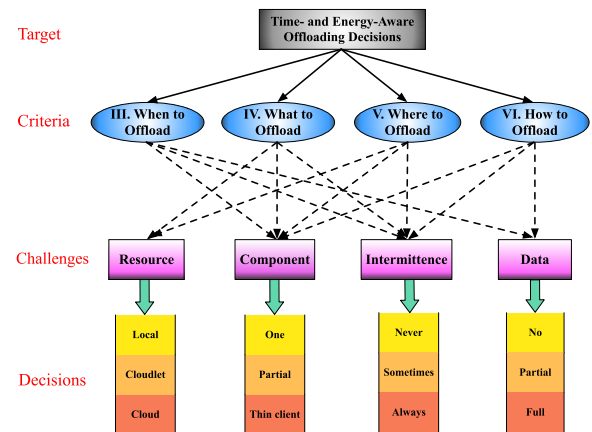 Target
Time- and Energy-Aware
Offloading Decisions
Criteria
III. When to
Offload
IV. What to
Offload
V. Where to
Offload
VI. How to
Offload
Challenges
Resource
Component
Intermittence
Data
Decisions
Local
One
Never
No
Cloudlet
Partial
Sometimes
Partial
Cloud
Thin client
Always
Full